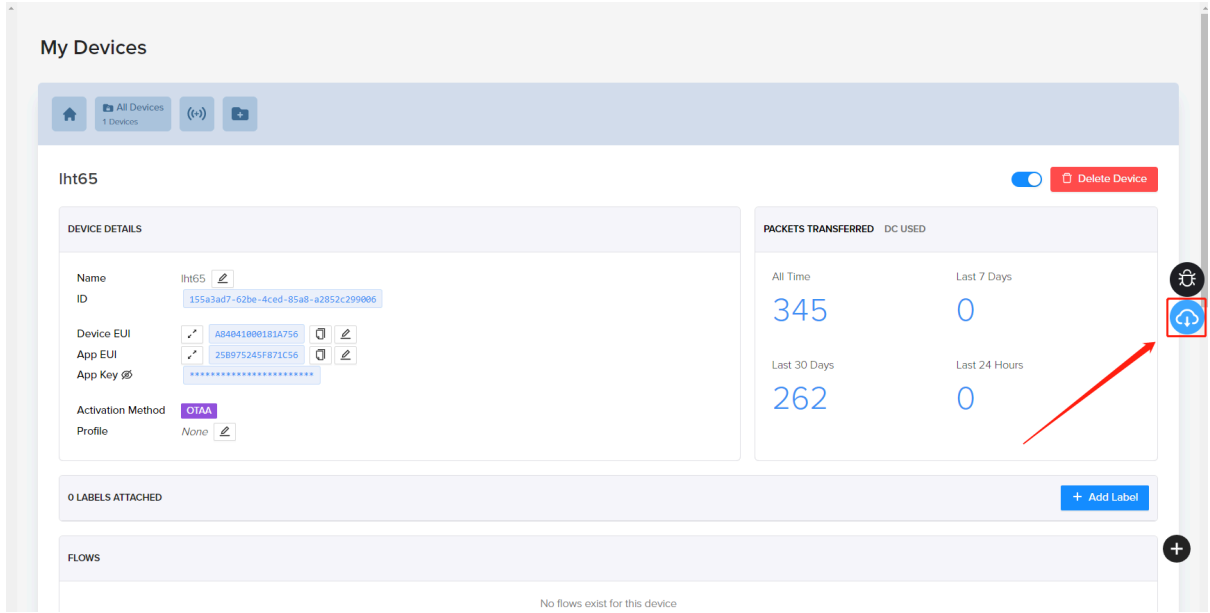 My Devices
All Devices
1 Devices
lht65
Delete Device
DEVICE DETAILS
Name lht65
ID 155a3ad7-62be-4ced-85a8-a2852c299006
Device EUI A84041000181A756
App EUI 25B975245F871C56
App Key ************************
Activation Method OTAA
Profile None
PACKETS TRANSFERRED DC USED
All Time Last 7 Days
345 0
Last 30 Days Last 24 Hours
262 0
0 LABELS ATTACHED
+ Add Label
FLOWS
No flows exist for this device